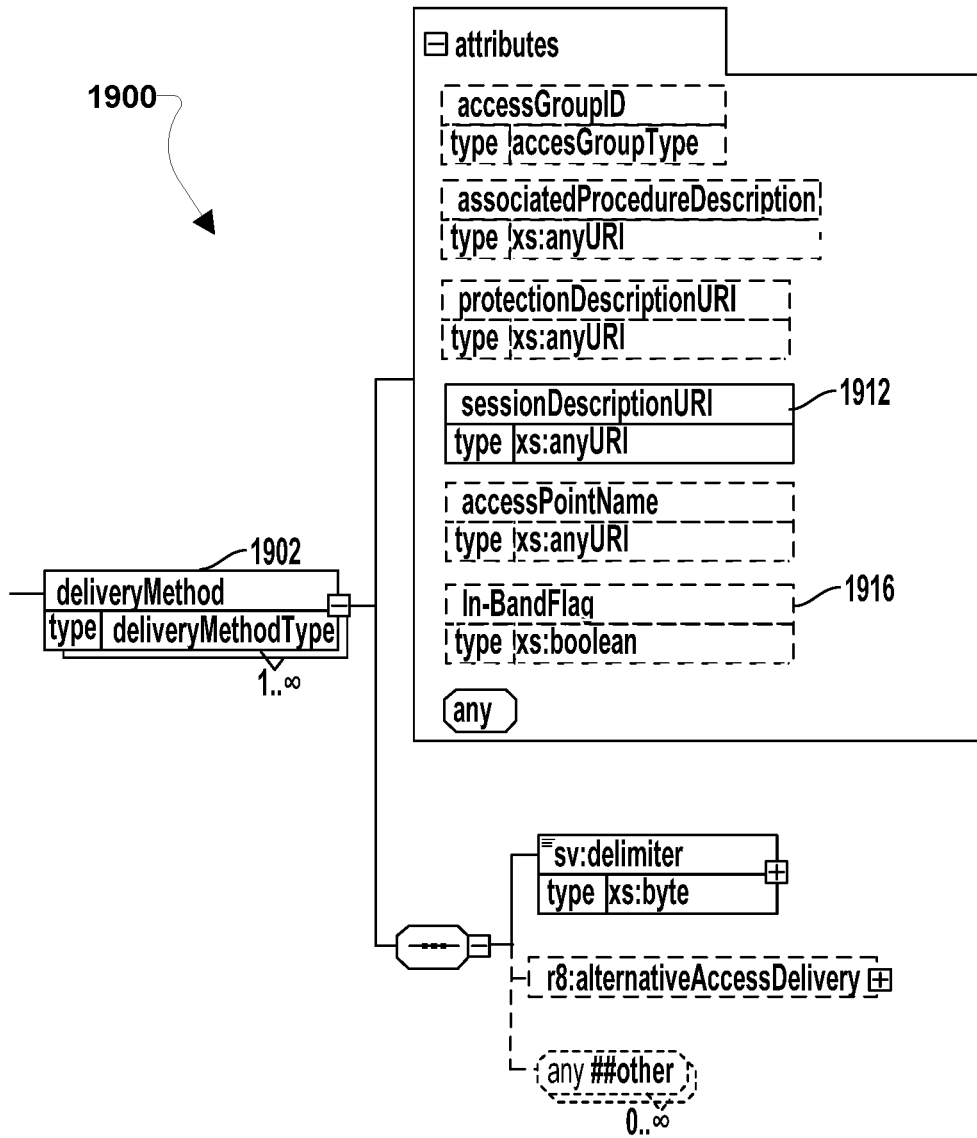 attributes
1900
accessGroupID
type accesGroupType
associatedProcedureDescription
type xs:anyURI
protectionDescriptionURI
type xs:anyURI
sessionDescriptionURI
1912
type xs:anyURI
accessPointName
type xs:anyURI
1902
deliveryMethod
type deliveryMethodType
1..∞
In-BandFlag
1916
type xs:boolean
any
sv:delimiter
type xs:byte
r8:alternativeAccessDelivery
any ##other
0..∞